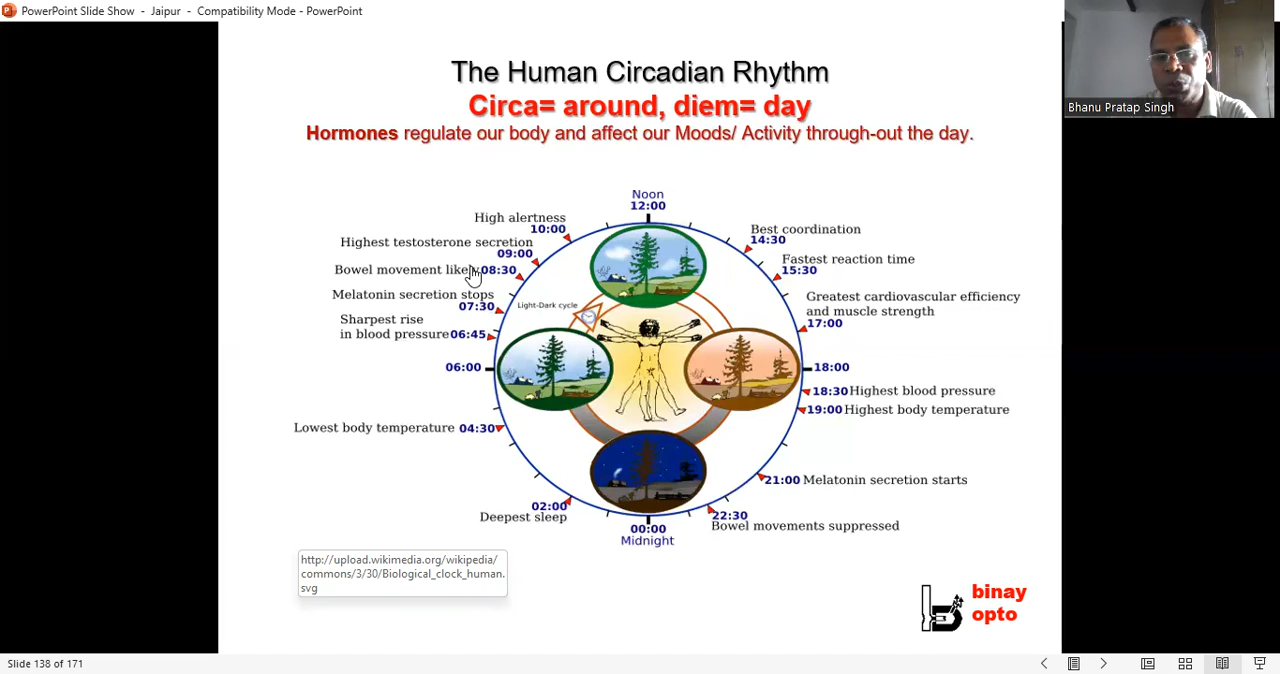 PowerPoint Slide Show - Jaipur - Compatibility Mode - PowerPoint
Bhanu Pratap Singh
The Human Circadian Rhythm
Circa= around, diem= day
Hormones regulate our body and affect our Moods/ Activity through-out the day.
Noon
12:00
High alertness
10:00
Highest testosterone secretion
09:00
Bowel movement likely 08:30
Melatonin secretion stops
07:30
Sharpest rise
in blood pressure 06:45
06:00
Lowest body temperature 04:30
02:00
Deepest sleep
00:00
Midnight
Light-Dark cycle
Best coordination
14:30
Fastest reaction time
15:30
Greatest cardiovascular efficiency
and muscle strength
17:00
18:00
18:30 Highest blood pressure
19:00 Highest body temperature
21:00 Melatonin secretion starts
22:30
Bowel movements suppressed
http://upload.wikimedia.org/wikipedia/
commons/3/30/Biological_clock_human.
svg
binay
opto
Slide 138 of 171